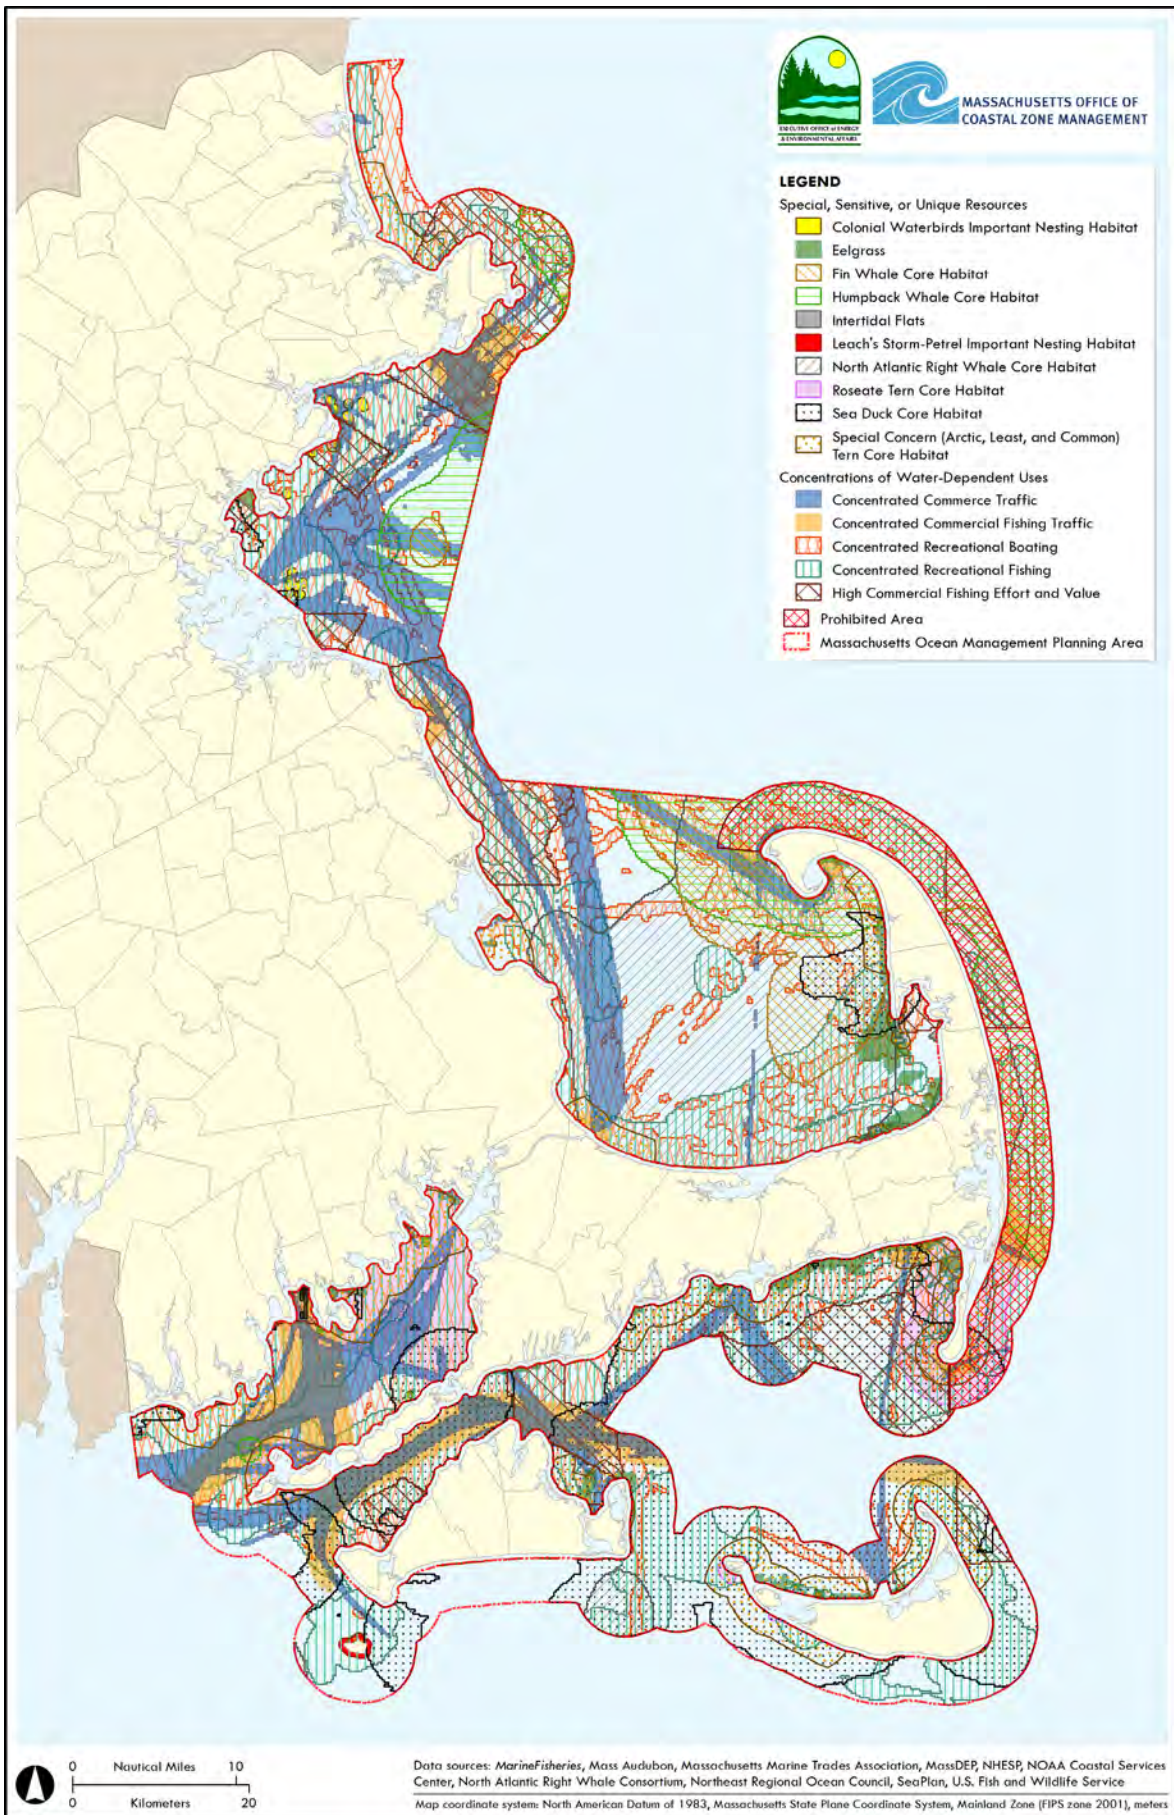 EXECUTIVE OFFICE of ENERGY
& ENVIRONMENTAL AFFAIRS
MASSACHUSETTS OFFICE OF
COASTAL ZONE MANAGEMENT
LEGEND
Special, Sensitive, or Unique Resources
Colonial Waterbirds Important Nesting Habitat
Eelgrass
Fin Whale Core Habitat
Humpback Whale Core Habitat
Intertidal Flats
Leach's Storm-Petrel Important Nesting Habitat
North Atlantic Right Whale Core Habitat
Roseate Tern Core Habitat
Sea Duck Core Habitat
Special Concern (Arctic, Least, and Common)
Tern Core Habitat
Concentrations of Water-Dependent Uses
Concentrated Commerce Traffic
Concentrated Commercial Fishing Traffic
Concentrated Recreational Boating
Concentrated Recreational Fishing
High Commercial Fishing Effort and Value
Prohibited Area
Massachusetts Ocean Management Planning Area
0 Nautical Miles 10
0 Kilometers 20
Data sources: MarineFisheries, Mass Audubon, Massachusetts Marine Trades Association, MassDEP, NHESP, NOAA Coastal Services
Center, North Atlantic Right Whale Consortium, Northeast Regional Ocean Council, SeaPlan, U.S. Fish and Wildlife Service
Map coordinate system: North American Datum of 1983, Massachusetts State Plane Coordinate System, Mainland Zone (FIPS zone 2001), meters